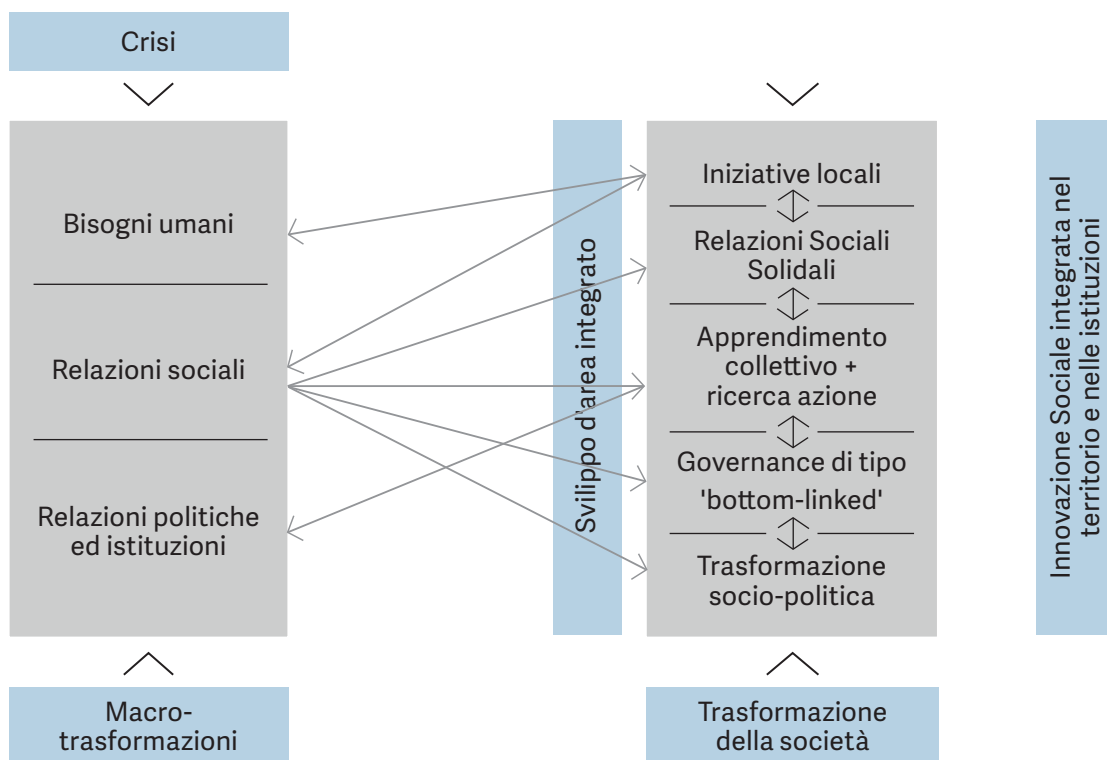 Crisi
Bisogni umani
Relazioni sociali
Relazioni politiche
ed istituzioni
Macro-
trasformazioni
Sviluppo d'area integrato
Iniziative locali
Relazioni Sociali
Solidali
Apprendimento
collettivo +
ricerca azione
Governance di tipo
'bottom-linked'
Trasformazione
socio-politica
Trasformazione
della società
Innovazione Sociale integrata nel
territorio e nelle istituzioni